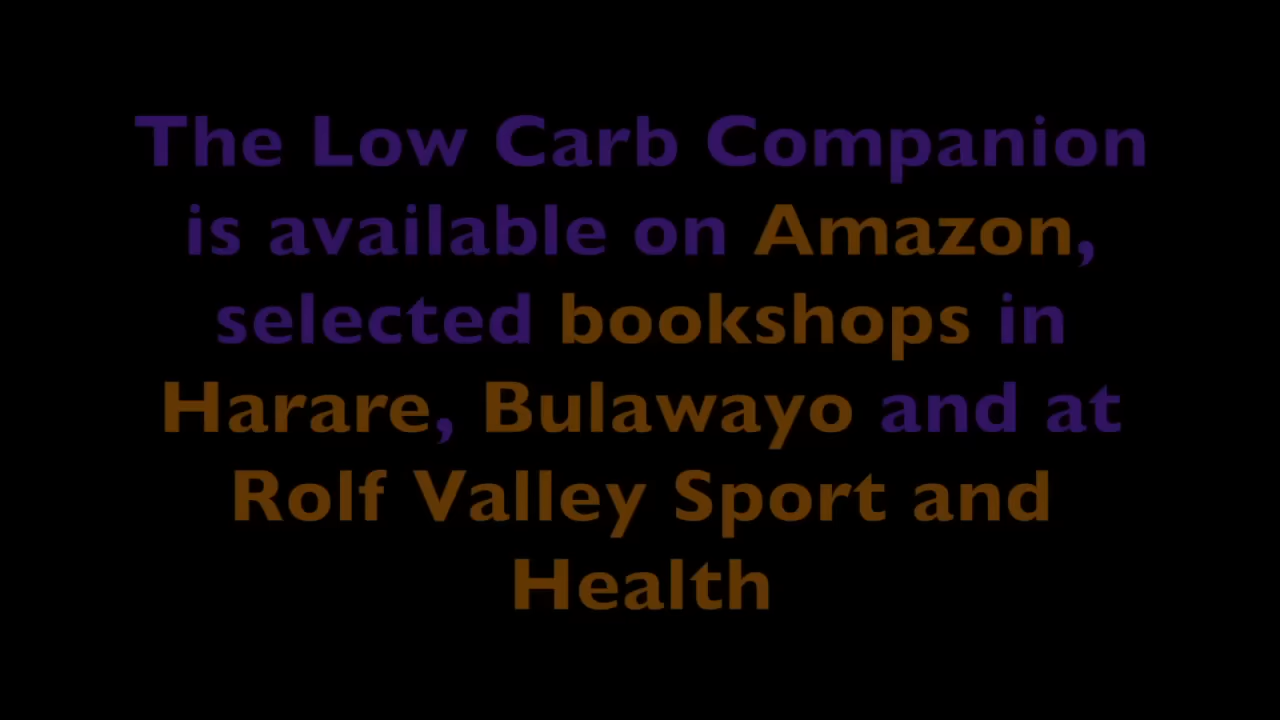 The Low Carb Companion
is available on Amazon,
selected bookshops in
Harare, Bulawayo and at
Rolf Valley Sport and
Health